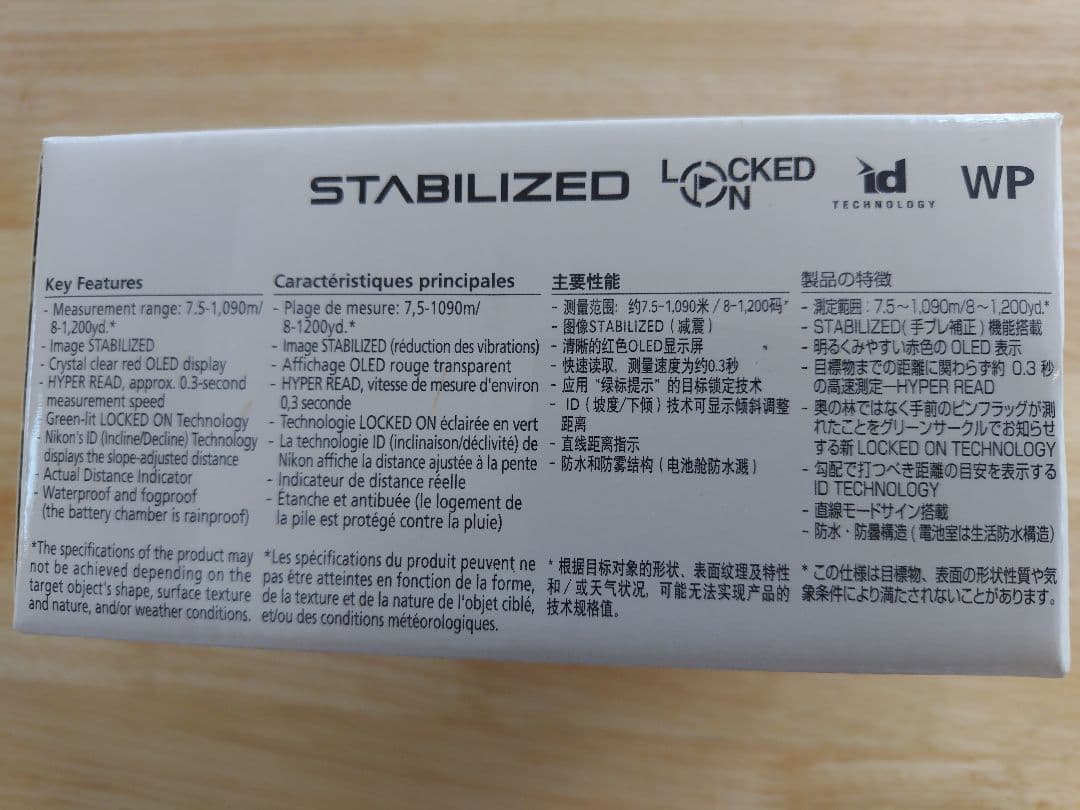 STABILIZED
LOCKED
ON
id
TECHNOLOGY
WP
Key Features
- Measurement range: 7.5-1,090m/
8-1,200yd.*
- Image STABILIZED
- Crystal clear red OLED display
- HYPER READ, approx. 0.3-second
measurement speed
- Green-lit LOCKED ON Technology
- Nikon's ID (Incline/Decline) Technology
displays the slope-adjusted distance
- Actual Distance Indicator
- Waterproof and fogproof
(the battery chamber is rainproof)
*The specifications of the product may
not be achieved depending on the
target object's shape, surface texture
and nature, and/or weather conditions.
Caractéristiques principales
- Plage de mesure: 7,5-1090m/
8-1200yd.*
- Image STABILIZED (réduction des vibrations)
- Affichage OLED rouge transparent
- HYPER READ, vitesse de mesure d'environ
0,3 seconde
- Technologie LOCKED ON éclairée en vert
- La technologie ID (inclinaison/déclivité) de
Nikon affiche la distance ajustée à la pente
- Indicateur de distance réelle
- Étanche et antibuée (le logement de
la pile est protégé contre la pluie)
*Les spécifications du produit peuvent ne
pas être atteintes en fonction de la forme,
de la texture et de la nature de l'objet ciblé,
et/ou des conditions météorologiques.
主要性能
- 测量范围: 约7.5-1,090米 / 8-1,200码*
- 图像STABILIZED（减震）
- 清晰的红色OLED显示屏
- 快速读取，测量速度为约0.3秒
- 应用“绿标提示”的目标锁定技术
- ID（坡度/下倾）技术可显示倾斜调整
距离
- 直线距离指示
- 防水和防雾结构（电池舱防水溅）
* 根据目标对象的形状、表面纹理及特性
和/或天气状况，可能无法实现产品的
技术规格值。
製品の特徴
- 測定範囲：7.5～1,090m/8～1,200yd.*
- STABILIZED(手ブレ補正）機能搭載
- 明るくみやすい赤色の OLED 表示
- 目標物までの距離に関わらず約 0.3 秒
の高速測定―HYPER READ
- 奥の林ではなく手前のピンフラッグが測
れたことをグリーンサークルでお知らせ
する新 LOCKED ON TECHNOLOGY
- 勾配で打つべき距離の目安を表示する
ID TECHNOLOGY
- 直線モードサイン搭載
- 防水・防曇構造（電池室は生活防水構造）
* この仕様は目標物、表面の形状性質や気
象条件により満たされないことがあります。